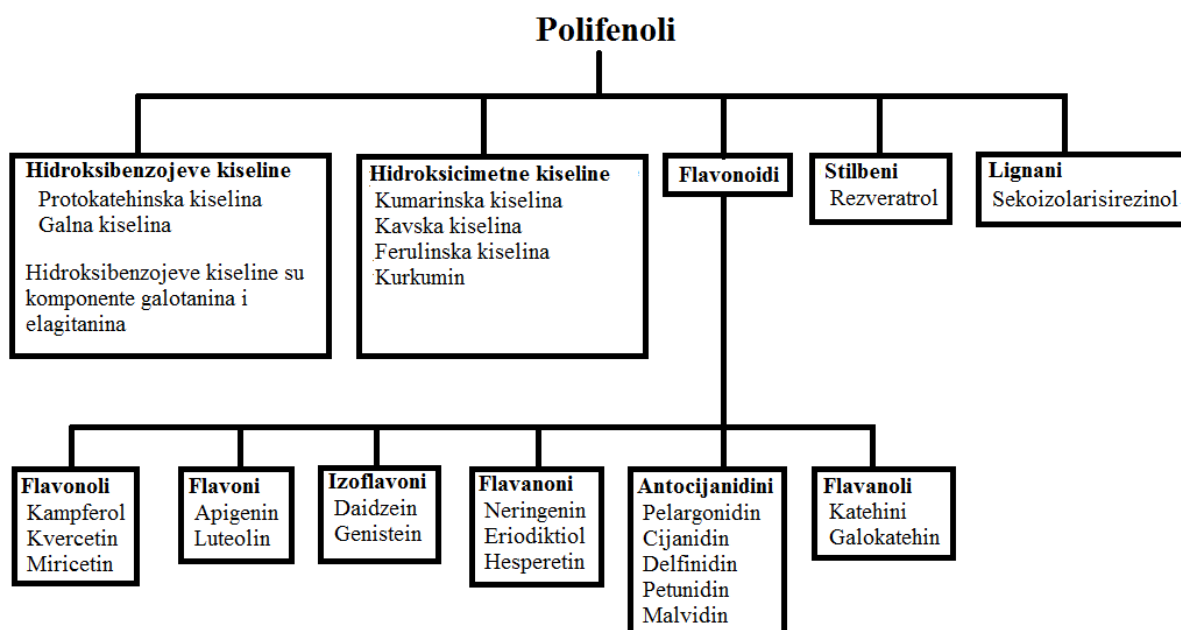 Polifenoli
Hidroksibenzojeve kiseline
Protokatehinska kiselina
Galna kiselina
Hidroksibenzojeve kiseline su
komponente galotanina i
elagitanina
Hidroksicimetne kiseline
Kumarinska kiselina
Kavska kiselina
Ferulinska kiselina
Kurkumin
Flavonoidi
Stilbeni
Rezveratrol
Lignani
Sekoizolarisirezinol
Flavonoli
Kampferol
Kvercetin
Miricetin
Flavoni
Apigenin
Luteolin
Izoflavoni
Daidzein
Genistein
Flavanoni
Neringenin
Eriodiktiol
Hesperetin
Antocijanidini
Pelargonidin
Cijanidin
Delfinidin
Petunidin
Malvidin
Flavanoli
Katehini
Galokatehin